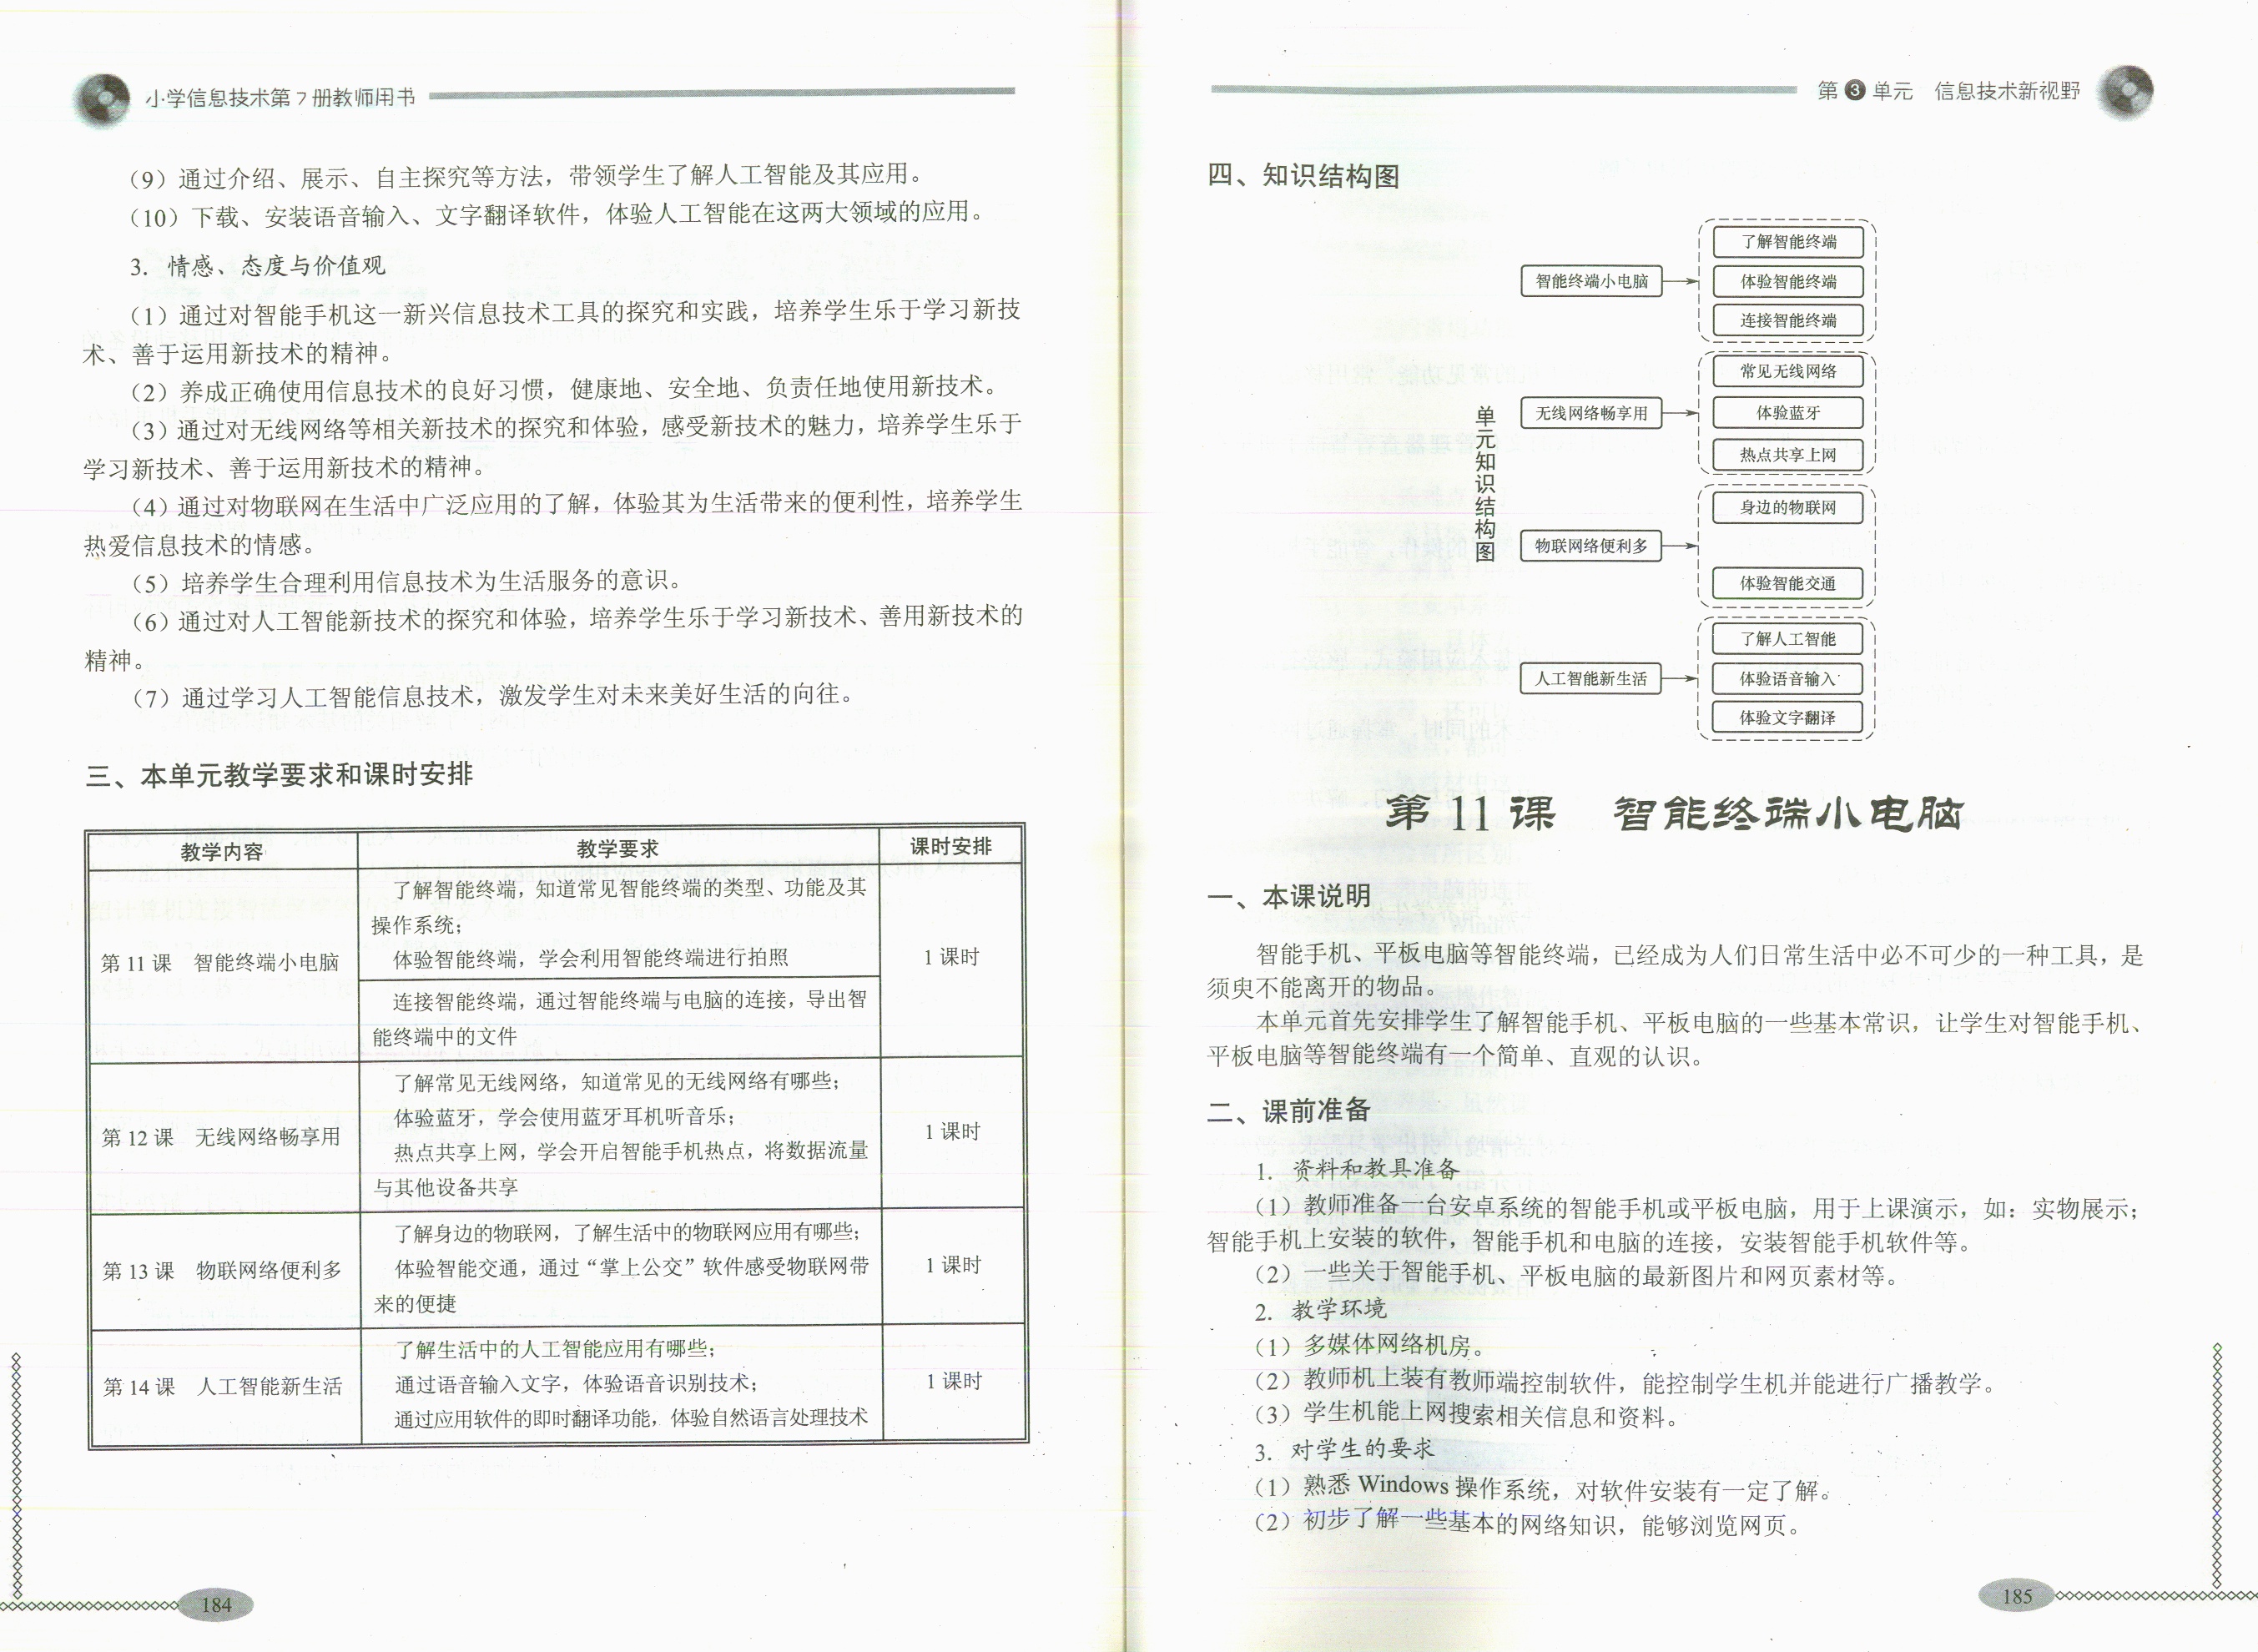 小学信息技术第7册教师用书
（9）通过介绍、展示、自主探究等方法，带领学生了解人工智能及其应用。
（10）下载、安装语音输入、文字翻译软件，体验人工智能在这两大领域的应用。
3. 情感、态度与价值观
（1）通过对智能手机这一新兴信息技术工具的探究和实践，培养学生乐于学习新技
术、善于运用新技术的精神。
（2）养成正确使用信息技术的良好习惯，健康地、安全地、负责任地使用新技术。
（3）通过对无线网络等相关新技术的探究和体验，感受新技术的魅力，培养学生乐于
学习新技术、善于运用新技术的精神。
（4）通过对物联网在生活中广泛应用的了解，体验其为生活带来的便利性，培养学生
热爱信息技术的情感。
（5）培养学生合理利用信息技术为生活服务的意识。
（6）通过对人工智能新技术的探究和体验，培养学生乐于学习新技术、善用新技术的
精神。
（7）通过学习人工智能信息技术，激发学生对未来美好生活的向往。
三、本单元教学要求和课时安排
教学内容 教学要求 课时安排
第 11 课 智能终端小电脑
了解智能终端，知道常见智能终端的类型、功能及其
操作系统；
体验智能终端，学会利用智能终端进行拍照
连接智能终端，通过智能终端与电脑的连接，导出智
能终端中的文件
1 课时
第 12 课 无线网络畅享用
了解常见无线网络，知道常见的无线网络有哪些；
体验蓝牙，学会使用蓝牙耳机听音乐；
热点共享上网，学会开启智能手机热点，将数据流量
与其他设备共享
1 课时
第 13 课 物联网络便利多
了解身边的物联网，了解生活中的物联网应用有哪些；
体验智能交通，通过“掌上公交”软件感受物联网带
来的便捷
1 课时
第 14 课 人工智能新生活
了解生活中的人工智能应用有哪些；
通过语音输入文字，体验语音识别技术；
通过应用软件的即时翻译功能，体验自然语言处理技术
1 课时
184
第3单元 信息技术新视野
四、知识结构图
单元知识结构图
智能终端小电脑
了解智能终端
体验智能终端
连接智能终端
无线网络畅享用
常见无线网络
体验蓝牙
热点共享上网
物联网络便利多
身边的物联网
体验智能交通
人工智能新生活
了解人工智能
体验语音输入
体验文字翻译
第 11 课 智能终端小电脑
一、本课说明
智能手机、平板电脑等智能终端，已经成为人们日常生活中必不可少的一种工具，是
须臾不能离开的物品。
本单元首先安排学生了解智能手机、平板电脑的一些基本常识，让学生对智能手机、
平板电脑等智能终端有一个简单、直观的认识。
二、课前准备
1. 资料和教具准备
（1）教师准备一台安卓系统的智能手机或平板电脑，用于上课演示，如：实物展示；
智能手机上安装的软件，智能手机和电脑的连接，安装智能手机软件等。
（2）一些关于智能手机、平板电脑的最新图片和网页素材等。
2. 教学环境
（1）多媒体网络机房。
（2）教师机上装有教师端控制软件，能控制学生机并能进行广播教学。
（3）学生机能上网搜索相关信息和资料。
3. 对学生的要求
（1）熟悉 Windows 操作系统，对软件安装有一定了解。
（2）初步了解一些基本的网络知识，能够浏览网页。
185